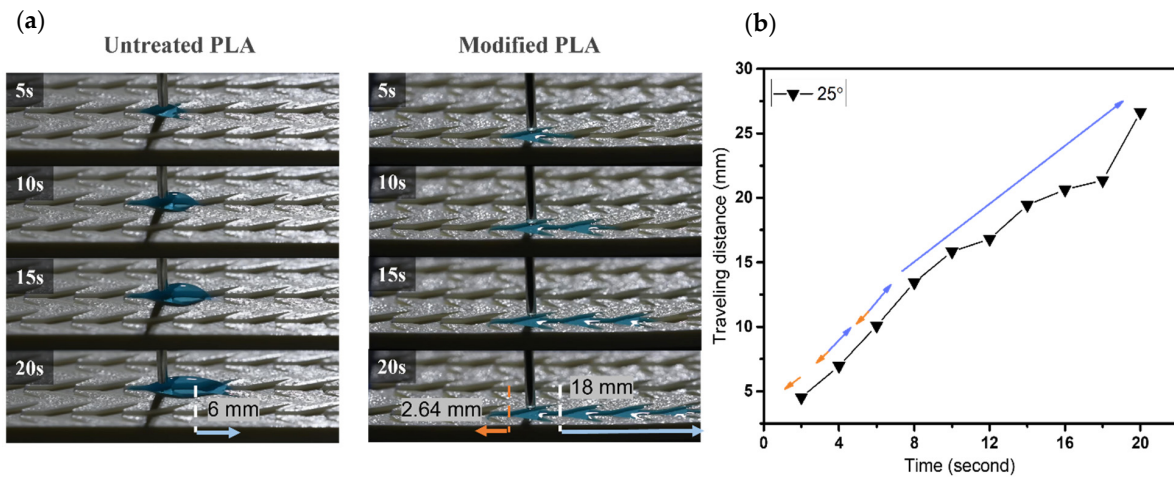 (a)
Untreated PLA
Modified PLA
5s
10s
15s
20s
6 mm
5s
10s
15s
20s
2.64 mm
18 mm
(b)
25°
Traveling distance (mm)
30
25
20
15
10
5
0 4 8 12 16 20
Time (second)